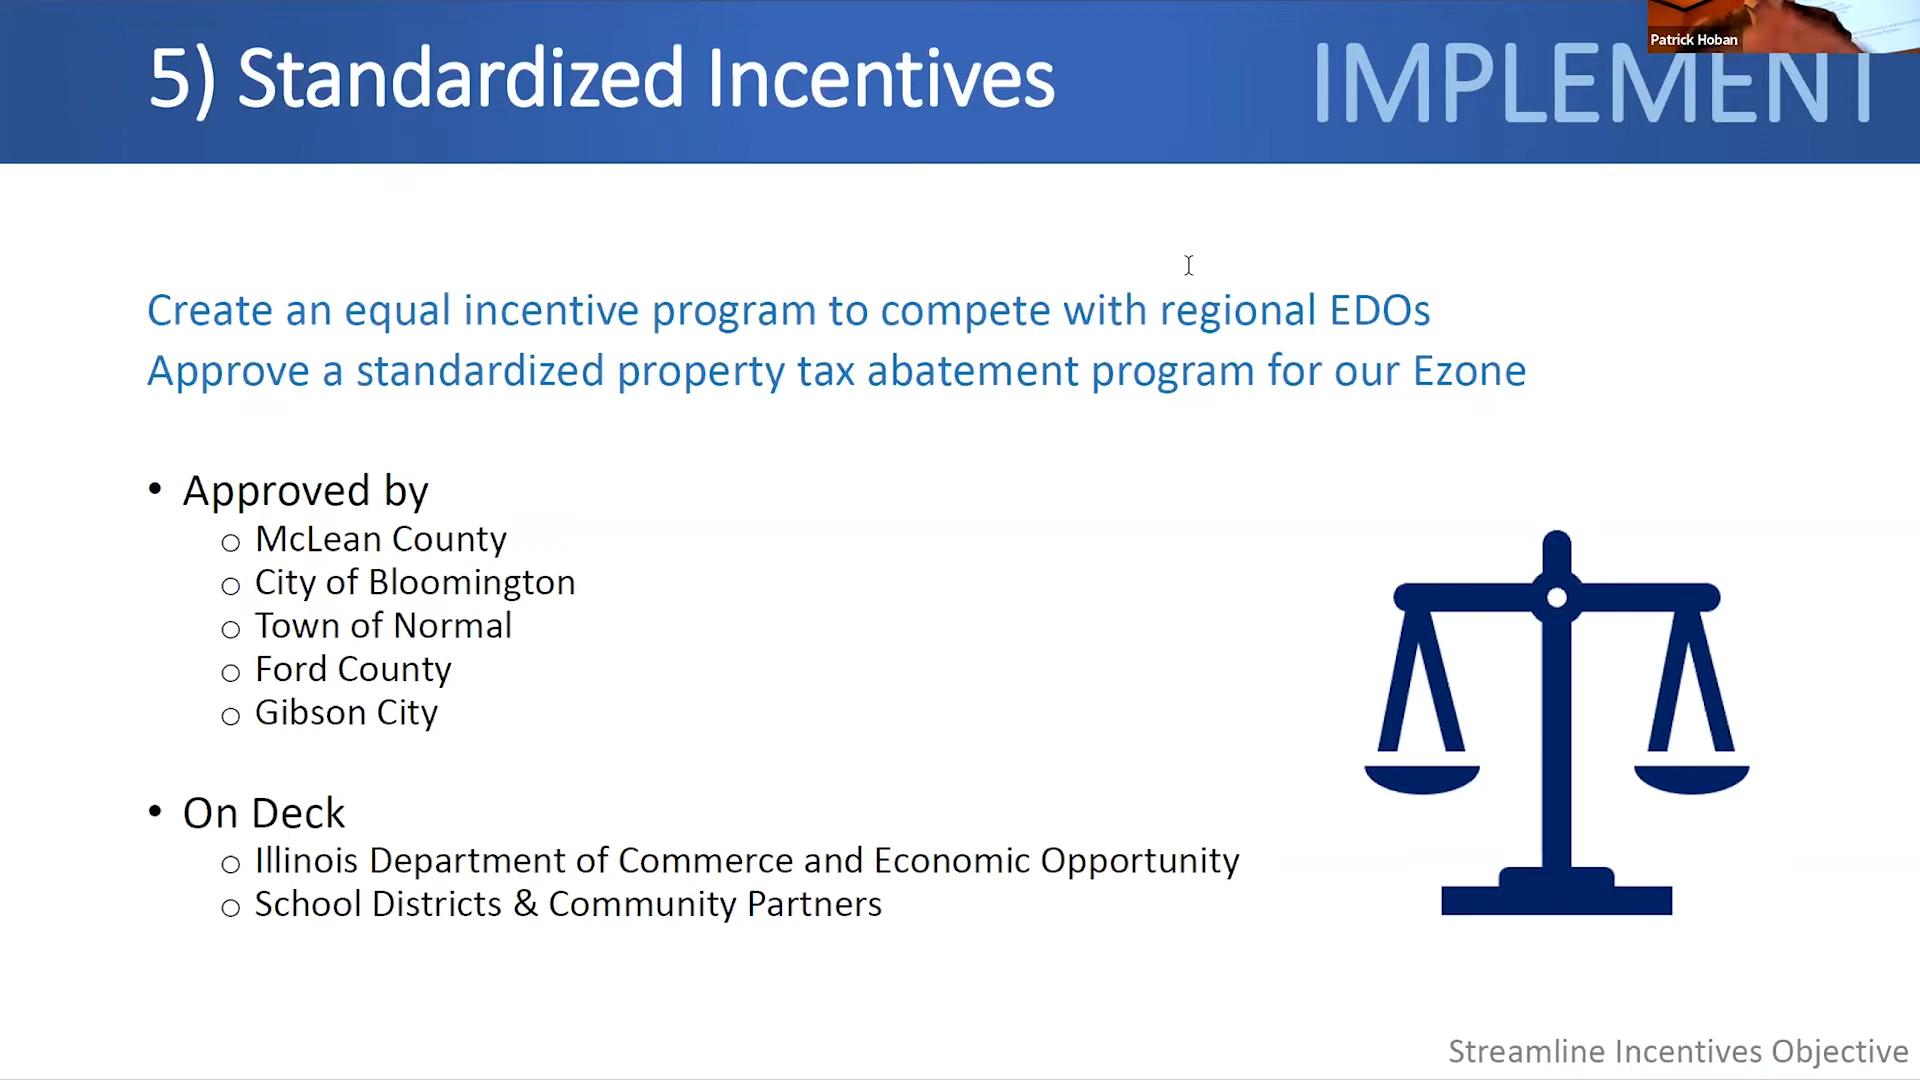 5) Standardized Incentives
IMPLEMENT
Patrick Hoban
Create an equal incentive program to compete with regional EDOs
Approve a standardized property tax abatement program for our Ezone
• Approved by
o McLean County
o City of Bloomington
o Town of Normal
o Ford County
o Gibson City
• On Deck
o Illinois Department of Commerce and Economic Opportunity
o School Districts & Community Partners
Streamline Incentives Objective